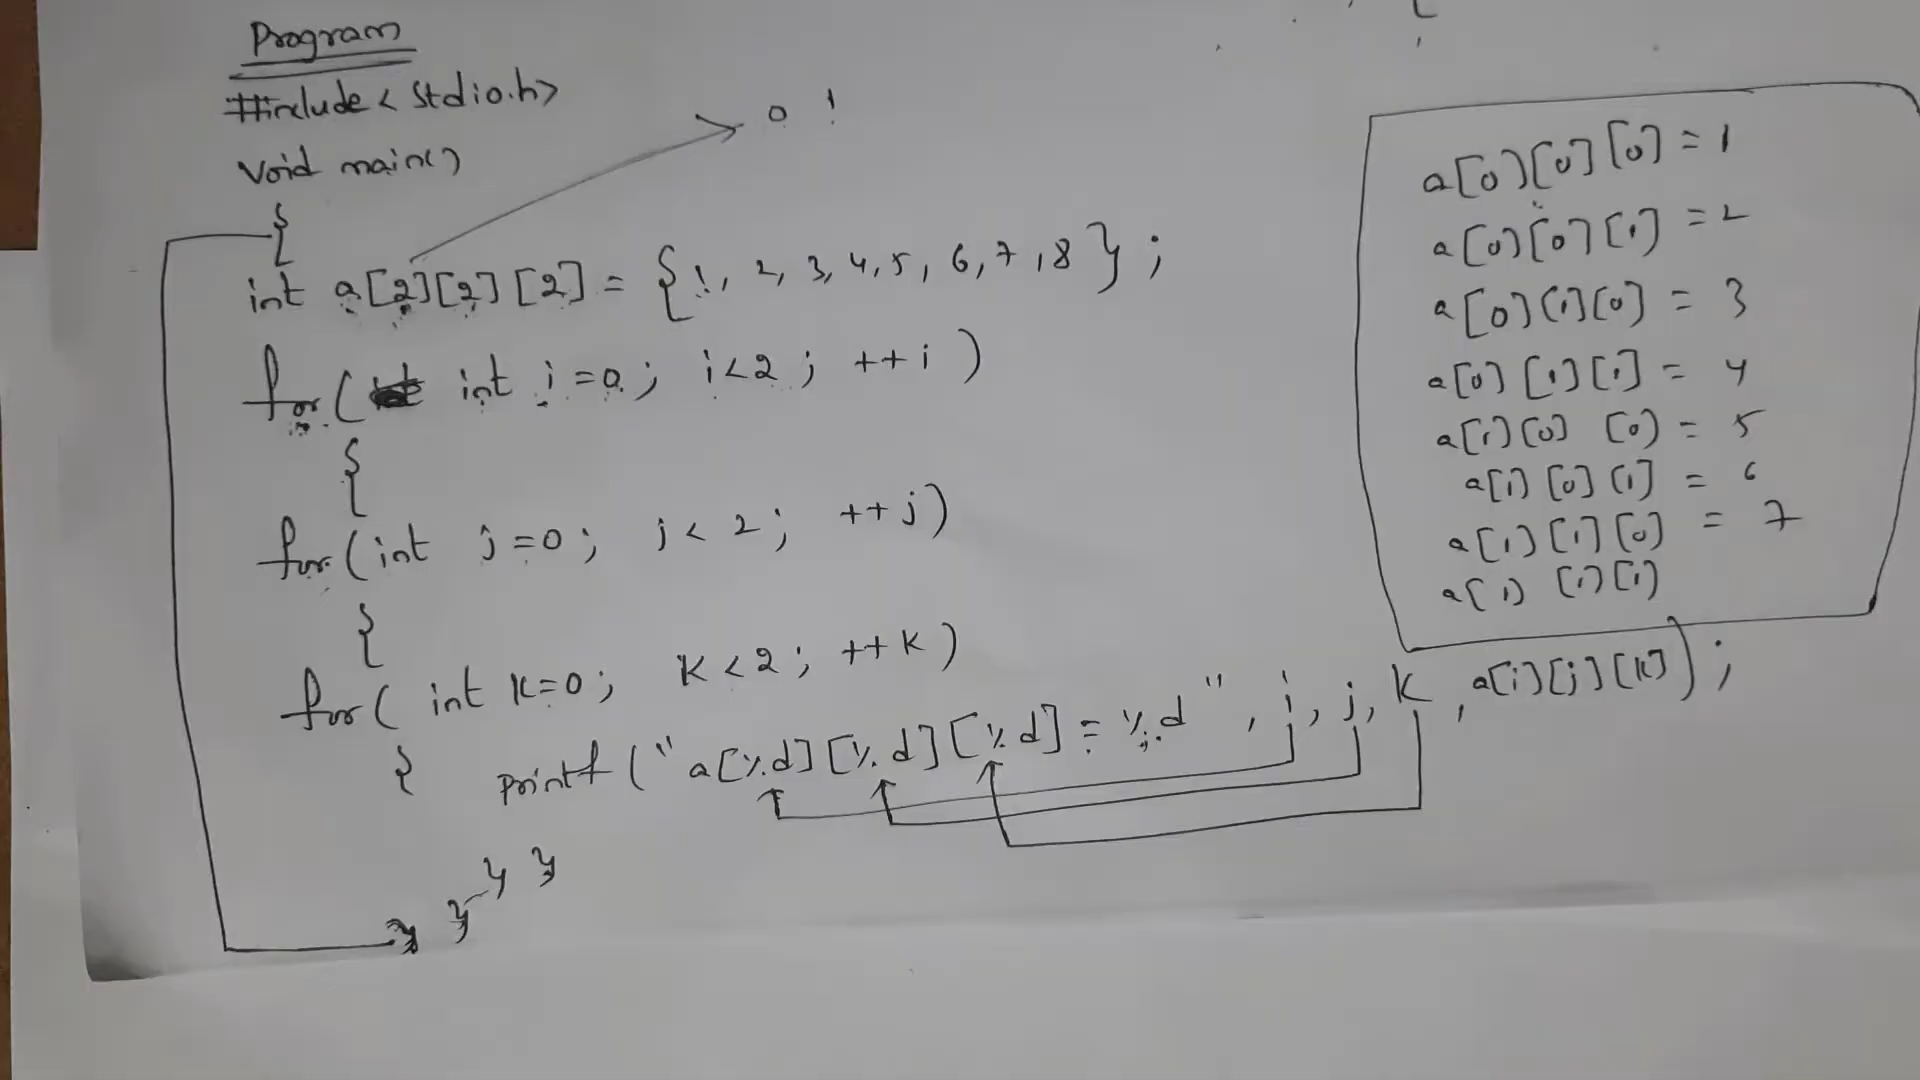 Program
#include < stdio.h>
0 1
void main()
{
int a[2][2][2] = {1, 2, 3, 4, 5, 6, 7, 8};
for( int i=0; i<2; ++i)
{
for(int j=0; j<2; ++j)
{
for( int k=0; k<2; ++k)
{ printf("a[%d][%d][%d]=%d", i, j, k, a[i][j][k]);
} }
} }
a[0][0][0] = 1
a[0][0][1] = 2
a[0][1][0] = 3
a[0][1][1] = 4
a[1][0][0] = 5
a[1][0][1] = 6
a[1][1][0] = 7
a[1][1][1]